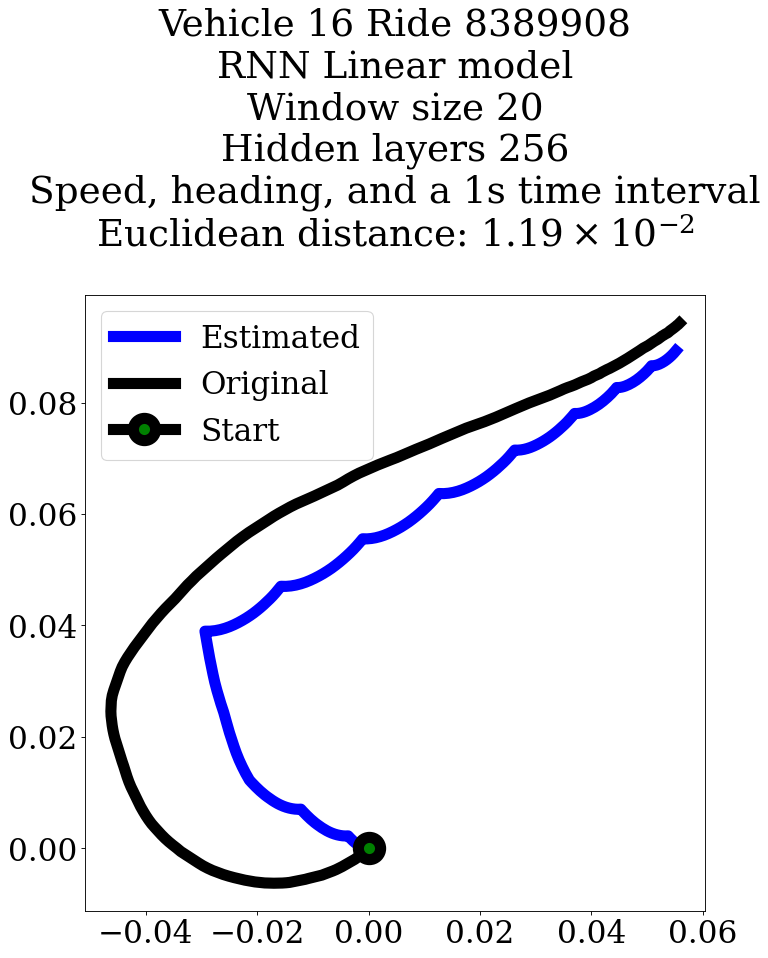 Vehicle 16 Ride 8389908
RNN Linear model
Window size 20
Hidden layers 256
Speed, heading, and a 1s time interval
Euclidean distance: 1.19 × 10⁻²
Estimated
Original
Start
0.08
0.06
0.04
0.02
0.00
−0.04 −0.02 0.00 0.02 0.04 0.06